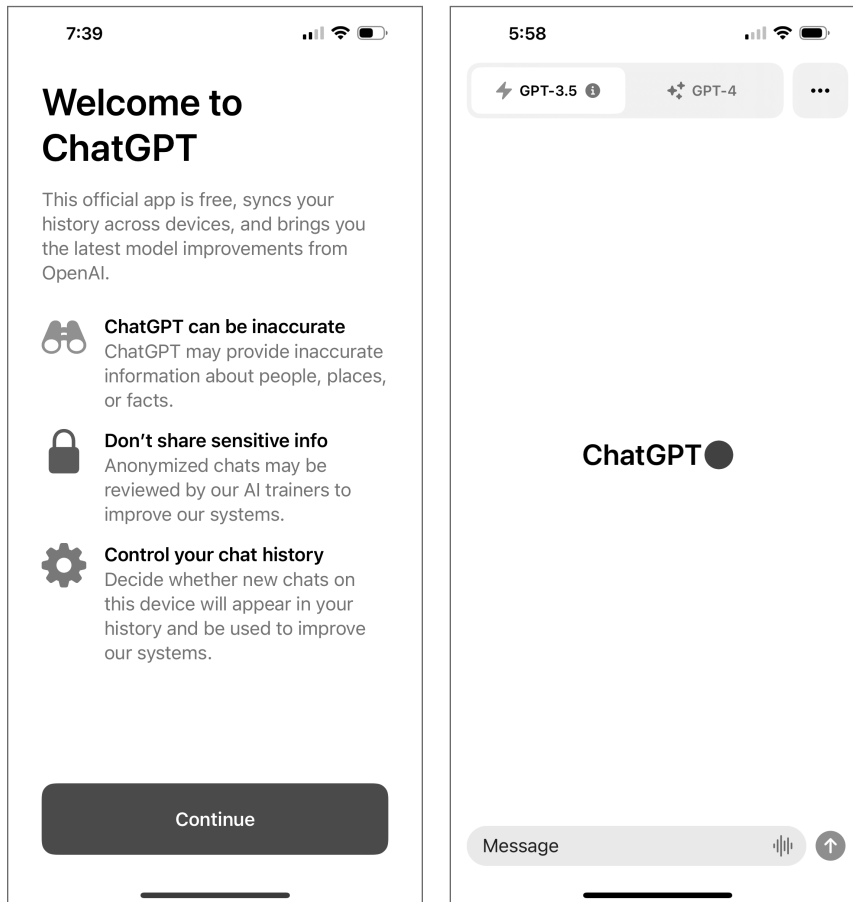 7:39
Welcome to
ChatGPT
This official app is free, syncs your
history across devices, and brings you
the latest model improvements from
OpenAI.
ChatGPT can be inaccurate
ChatGPT may provide inaccurate
information about people, places,
or facts.
Don’t share sensitive info
Anonymized chats may be
reviewed by our AI trainers to
improve our systems.
Control your chat history
Decide whether new chats on
this device will appear in your
history and be used to improve
our systems.
Continue
5:58
GPT-3.5 GPT-4
ChatGPT
Message